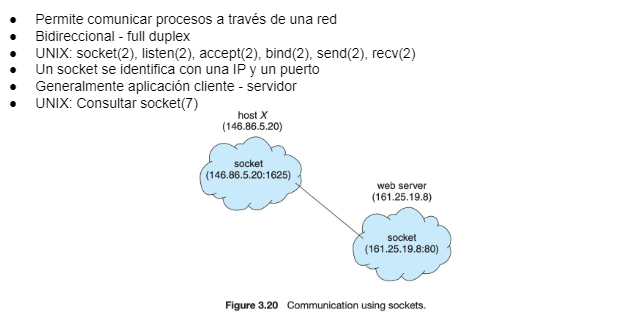 ● Permite comunicar procesos a través de una red
● Bidireccional - full duplex
● UNIX: socket(2), listen(2), accept(2), bind(2), send(2), recv(2)
● Un socket se identifica con una IP y un puerto
● Generalmente aplicación cliente - servidor
● UNIX: Consultar socket(7)
host X
(146.86.5.20)
socket
(146.86.5.20:1625)
web server
(161.25.19.8)
socket
(161.25.19.8:80)
Figure 3.20 Communication using sockets.